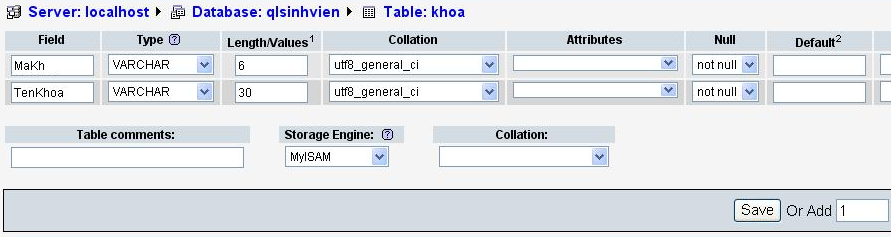 Server: localhost ▸ Database: qlsinhvien ▸ Table: khoa
Field Type Length/Values1 Collation Attributes Null Default2
MaKh VARCHAR 6 utf8_general_ci not null
TenKhoa VARCHAR 30 utf8_general_ci not null
Table comments: Storage Engine: Collation:
MyISAM
Save Or Add 1